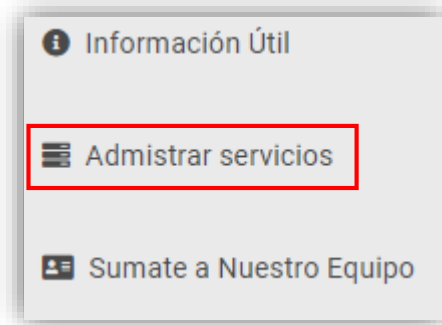 Información Útil
Admistrar servicios
Sumate a Nuestro Equipo